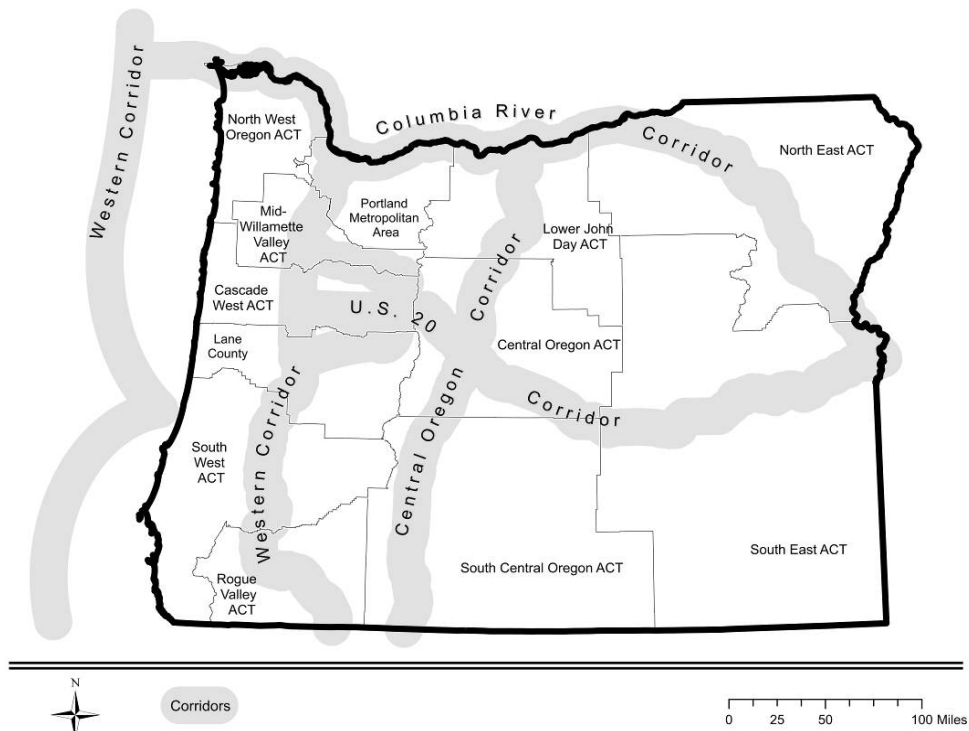 Western Corridor
North West
Oregon ACT
Columbia River
Corridor
North East ACT
Mid-
Willamette
Valley
ACT
Portland
Metropolitan
Area
Lower John
Day ACT
Cascade
West ACT
U.S. 20
Corridor
Lane
County
Central Oregon ACT
Western Corridor
Central Oregon
Corridor
South
West
ACT
South East ACT
South Central Oregon ACT
Rogue
Valley
ACT
N
Corridors
0 25 50 100 Miles